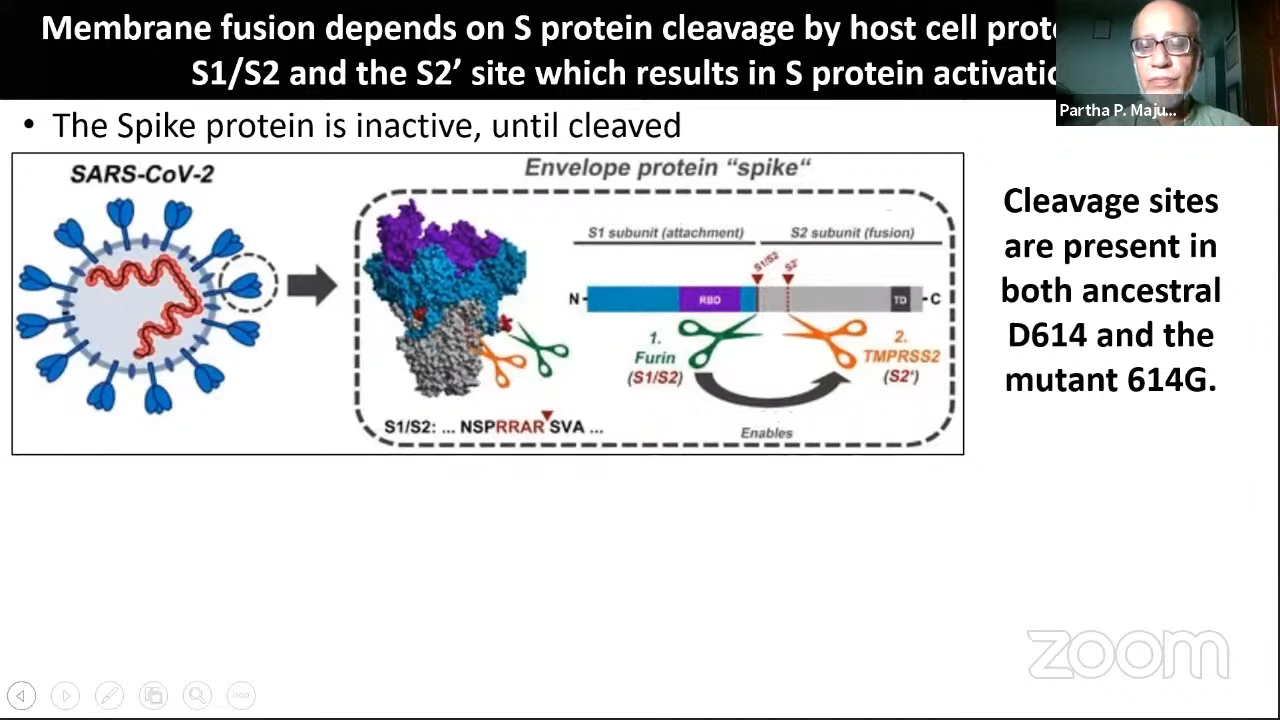 Membrane fusion depends on S protein cleavage by host cell prote
S1/S2 and the S2’ site which results in S protein activatio
Partha P. Maju...
• The Spike protein is inactive, until cleaved
SARS-CoV-2
Envelope protein “spike“
S1 subunit (attachment)
S2 subunit (fusion)
S1/S2
S2'
N
RBD
TD
C
1.
Furin
(S1/S2)
2.
TMPRSS2
(S2‘)
Enables
S1/S2: ... NSPRRAR SVA ...
Cleavage sites
are present in
both ancestral
D614 and the
mutant 614G.
zoom